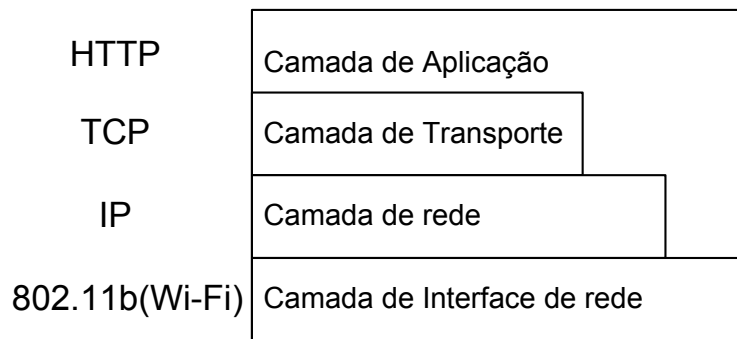 HTTP Camada de Aplicação
TCP Camada de Transporte
IP Camada de rede
802.11b(Wi-Fi) Camada de Interface de rede